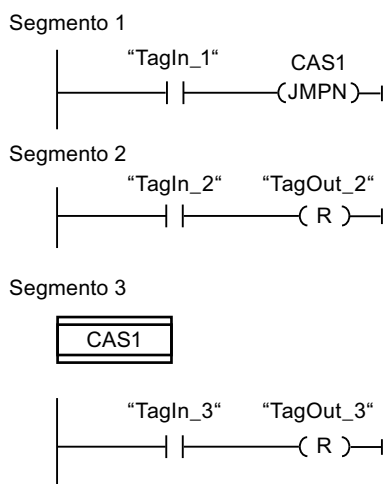 Segmento 1
“TagIn_1“ CAS1
JMPN
Segmento 2
“TagIn_2“ “TagOut_2“
R
Segmento 3
CAS1
“TagIn_3“ “TagOut_3“
R